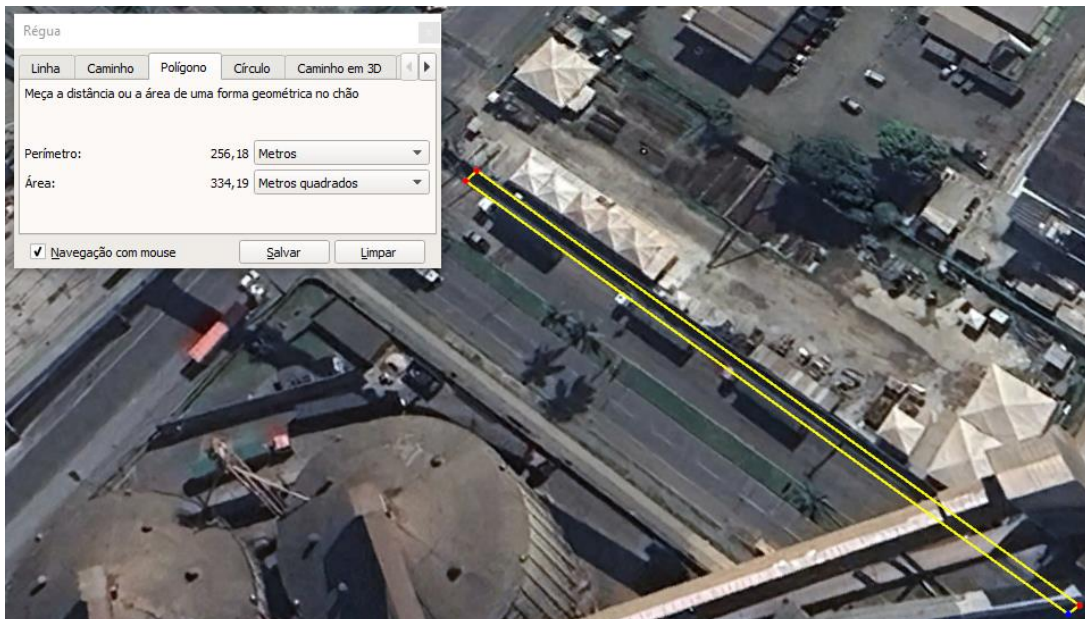 Régua
Linha Caminho Polígono Círculo Caminho em 3D
Meça a distância ou a área de uma forma geométrica no chão
Perímetro: 256,18 Metros
Área: 334,19 Metros quadrados
Navegação com mouse Salvar Limpar